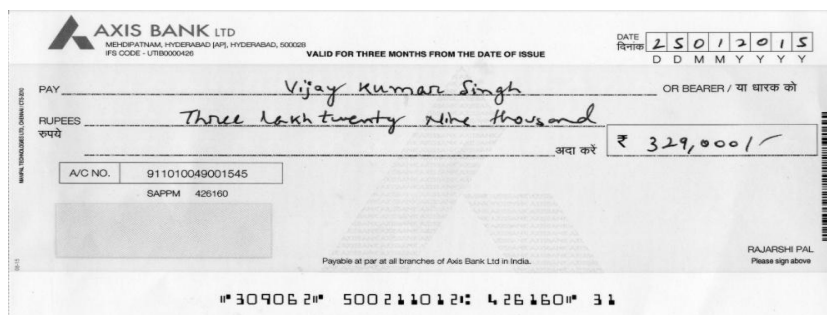 AXIS BANK LTD
MEHDIPATNAM, HYDERABAD [AP], HYDERABAD, 500028
IFS CODE - UTIB0000426
VALID FOR THREE MONTHS FROM THE DATE OF ISSUE
DATE
दिनांक 2 5 0 1 2 0 1 5
D D M M Y Y Y Y
PAY Vijay Kumar Singh OR BEARER / या धारक को
RUPEES Three lakh twenty Nine thousand
रुपये
अदा करें ₹ 329,000/-
A/C NO. 911010049001545
SAPPM 426160
RAJARSHI PAL
Payable at par at all branches of Axis Bank Ltd in India.
Please sign above
⑈309062⑈ 500211012⑆ 426160⑈ 31